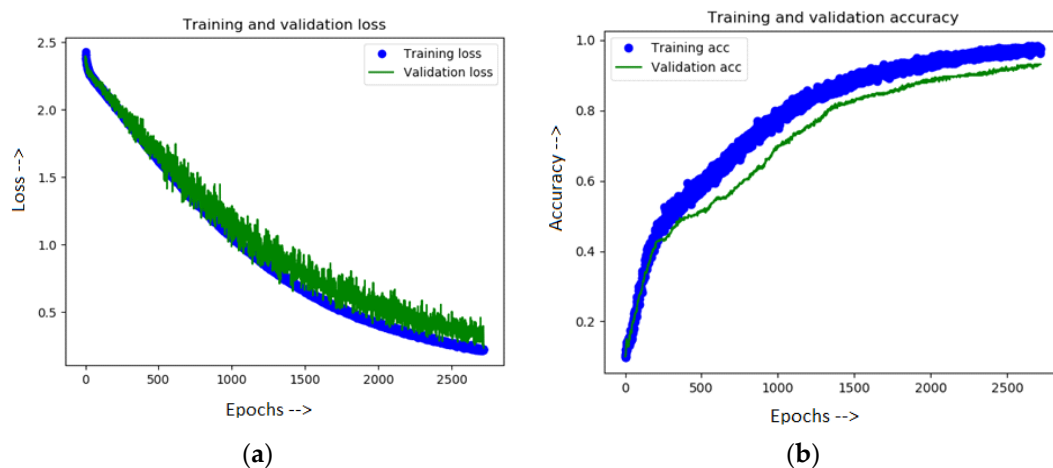 Training and validation loss
2.5
2.0
1.5
1.0
0.5
Loss -->
Training loss
Validation loss
0
500
1000
1500
2000
2500
Epochs -->
(a)
Training and validation accuracy
1.0
0.8
0.6
0.4
0.2
Accuracy -->
Training acc
Validation acc
0
500
1000
1500
2000
2500
Epochs -->
(b)